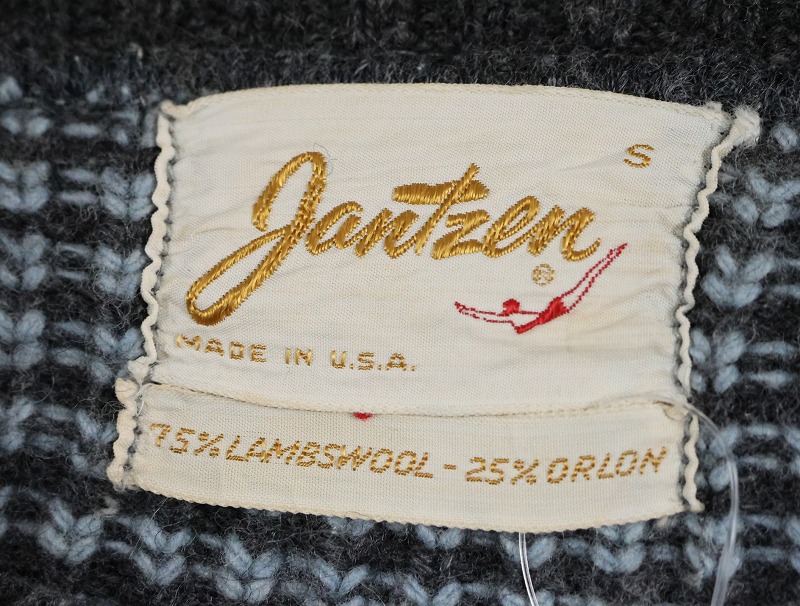 S
Jantzen
®
MADE IN U.S.A.
75% LAMBSWOOL - 25% ORLON